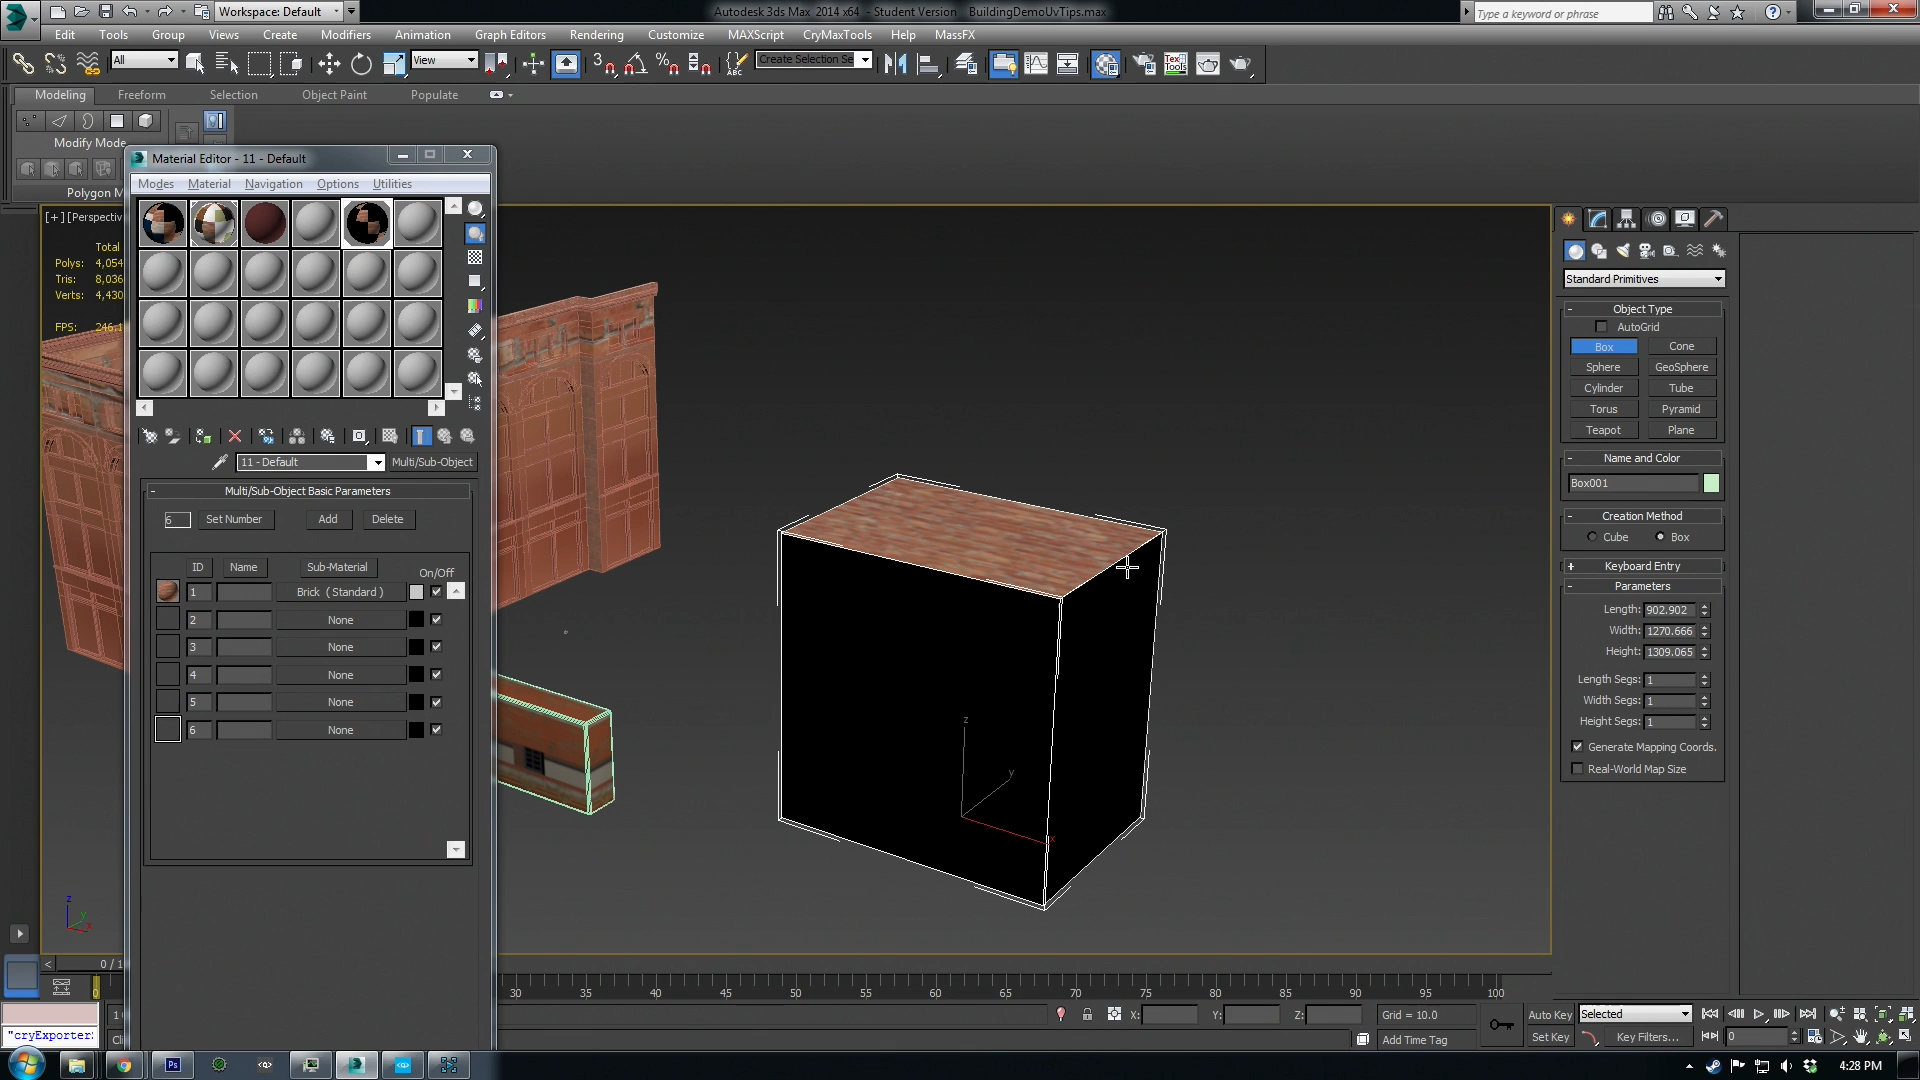 Workspace: Default
Autodesk 3ds Max 2014 x64 - Student Version BuildingDemoUvTips.max
Type a keyword or phrase
Edit Tools Group Views Create Modifiers Animation Graph Editors Rendering Customize MAXScript CryMaxTools Help MassFX
All
View
Create Selection Se
Modeling Freeform Selection Object Paint Populate
Modify Mode
Polygon M
Material Editor - 11 - Default
Modes Material Navigation Options Utilities
[+] [Perspectiv
Total
Polys: 4,054
Tris: 8,036
Verts: 4,430
FPS: 246.1
11 - Default
Multi/Sub-Object
Multi/Sub-Object Basic Parameters
6 Set Number Add Delete
ID Name Sub-Material On/Off
1 Brick ( Standard )
2 None
3 None
4 None
5 None
6 None
z
y
x
Standard Primitives
Object Type
AutoGrid
Box Cone
Sphere GeoSphere
Cylinder Tube
Torus Pyramid
Teapot Plane
Name and Color
Box001
Creation Method
Cube Box
Keyboard Entry
Parameters
Length: 902.902
Width: 1270.666
Height: 1309.065
Length Segs: 1
Width Segs: 1
Height Segs: 1
Generate Mapping Coords.
Real-World Map Size
z
y
x
0 / 1
0 30 35 40 45 50 55 60 65 70 75 80 85 90 95 100
X: Y: Z: Grid = 10.0
Add Time Tag
Auto Key Selected
Set Key Key Filters... 0
"cryExporter:
Ps
4:28 PM